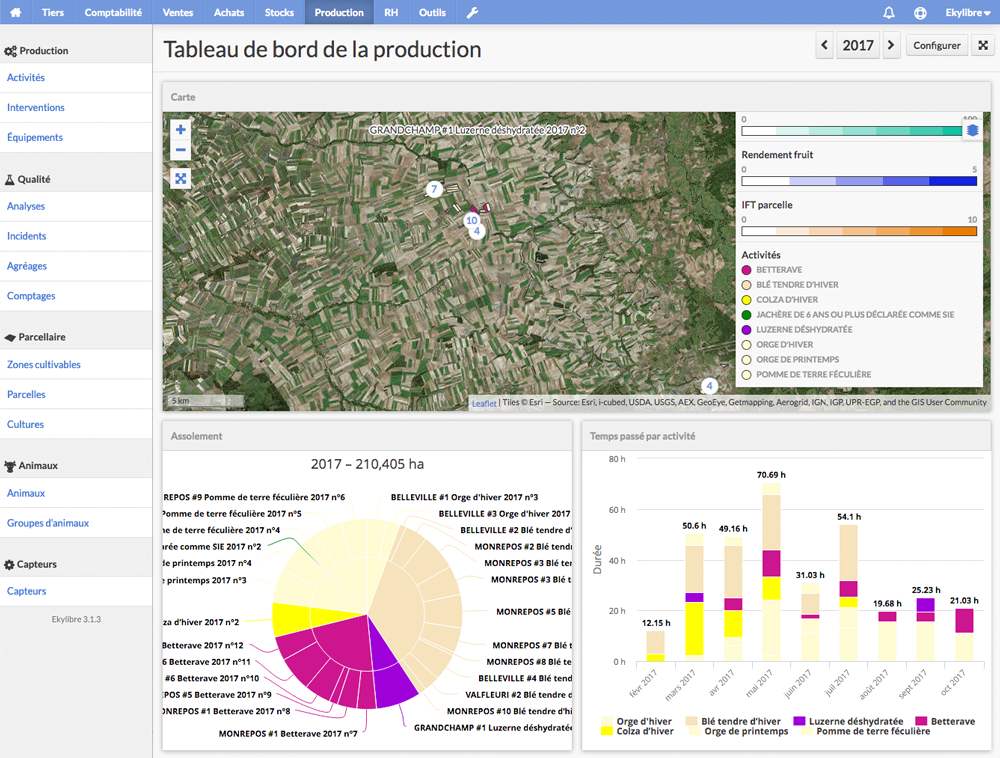 Tiers Comptabilité Ventes Achats Stocks Production RH Outils Ekylibre
Production
Activités
Interventions
Équipements
Qualité
Analyses
Incidents
Agréages
Comptages
Parcellaire
Zones cultivables
Parcelles
Cultures
Animaux
Animaux
Groupes d'animaux
Capteurs
Capteurs
Ekylibre 3.1.3
Tableau de bord de la production
2017
Configurer
Carte
GRANDCHAMP #1 Luzerne déshydratée 2017 n°2
+
−
7
10
4
4
5 km
0 100
Rendement fruit
0 5
IFT parcelle
0 10
Activités
BETTERAVE
BLÉ TENDRE D'HIVER
COLZA D'HIVER
JACHÈRE DE 6 ANS OU PLUS DÉCLARÉE COMME SIE
LUZERNE DÉSHYDRATÉE
ORGE D'HIVER
ORGE DE PRINTEMPS
POMME DE TERRE FÉCULIÈRE
Leaflet | Tiles © Esri — Source: Esri, i-cubed, USDA, USGS, AEX, GeoEye, Getmapping, Aerogrid, IGN, IGP, UPR-EGP, and the GIS User Community
Assolement
2017 – 210,405 ha
REPOS #9 Pomme de terre féculière 2017 n°6
Pomme de terre féculière 2017 n°5
ne de terre féculière 2017 n°4
rée comme SIE 2017 n°2
de printemps 2017 n°4
e printemps 2017 n°3
za d'hiver 2017 n°2
Betterave 2017 n°12
6 Betterave 2017 n°11
#6 Betterave 2017 n°10
POS #5 Betterave 2017 n°9
NREPOS #1 Betterave 2017 n°8
MONREPOS #1 Betterave 2017 n°7
BELLEVILLE #1 Orge d'hiver 2017 n°3
BELLEVILLE #3 Orge d'hiver 2017
BELLEVILLE #2 Blé tendre d'
MONREPOS #2 Blé tend
MONREPOS #3 Blé t
MONREPOS #3 Blé
MONREPOS #5 Blé
MONREPOS #7 Blé t
MONREPOS #8 Blé te
BELLEVILLE #4 Blé ten
VALFLEURI #2 Blé tend
MONREPOS #10 Blé tendre d'hi
GRANDCHAMP #1 Luzerne déshydratée
Temps passé par activité
Durée
80 h
60 h
40 h
20 h
0 h
12.15 h
50.6 h
49.16 h
70.69 h
31.03 h
54.1 h
19.68 h
25.23 h
21.03 h
févr 2017
mars 2017
avr 2017
mai 2017
juin 2017
juil 2017
août 2017
sept 2017
oct 2017
Orge d'hiver Blé tendre d'hiver Luzerne déshydratée Betterave
Colza d'hiver Orge de printemps Pomme de terre féculière